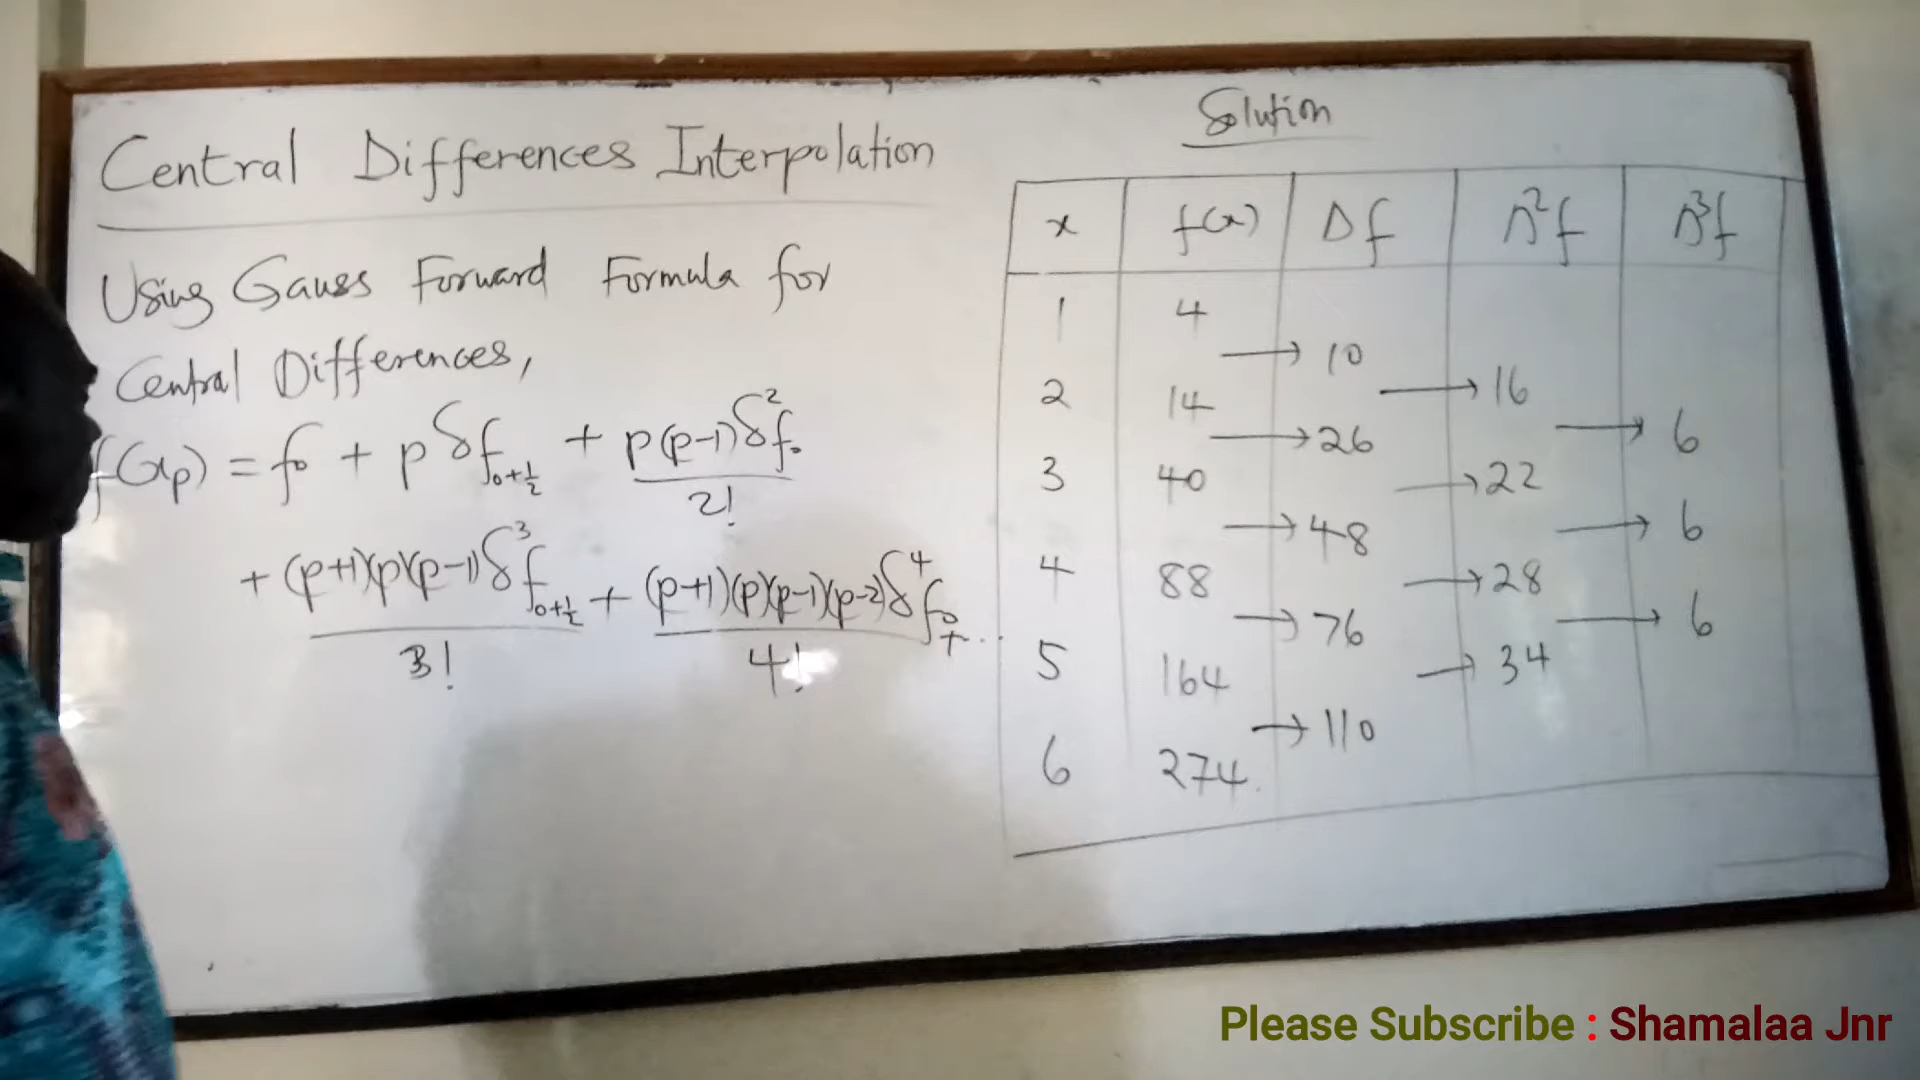 Central Differences Interpolation
Using Gauss Forward Formula for
Central Differences,
f(xₚ) = f₀ + p δf₀₊½ + p(p-1)δ²f₀ / 2!
+ (p+1)(p)(p-1)δ³f₀₊½ / 3! + (p+1)(p)(p-1)(p-2)δ⁴f₀ / 4! + ...
Solution
x f(x) Δf Δ²f Δ³f
1 4
→ 10
2 14 → 16
→ 26 → 6
3 40 → 22
→ 48 → 6
4 88 → 28
→ 76 → 6
5 164 → 34
→ 110
6 274.
Please Subscribe : Shamalaa Jnr